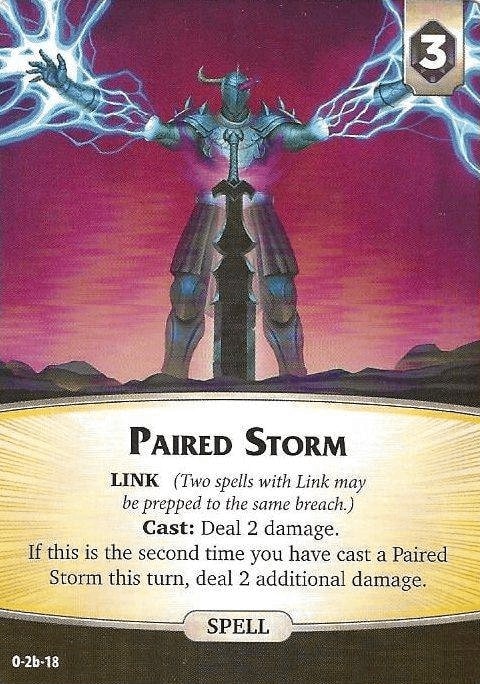 3
PAIRED STORM
LINK (Two spells with Link may
be prepped to the same breach.)
Cast: Deal 2 damage.
If this is the second time you have cast a Paired
Storm this turn, deal 2 additional damage.
SPELL
0-2b-18